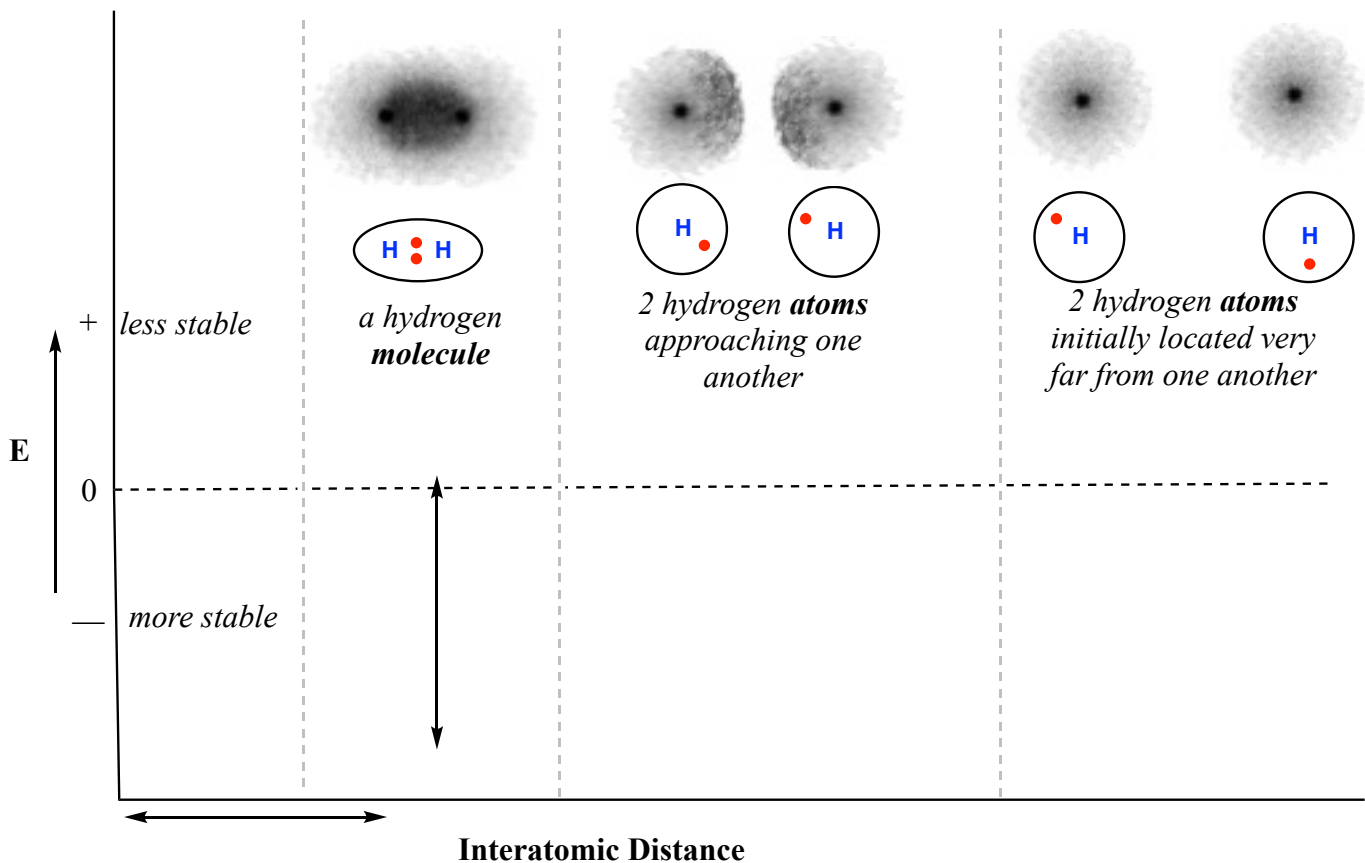 H H
H
H
H
H
+ less stable
a hydrogen
molecule
2 hydrogen atoms
approaching one
another
2 hydrogen atoms
initially located very
far from one another
E
0
— more stable
Interatomic Distance